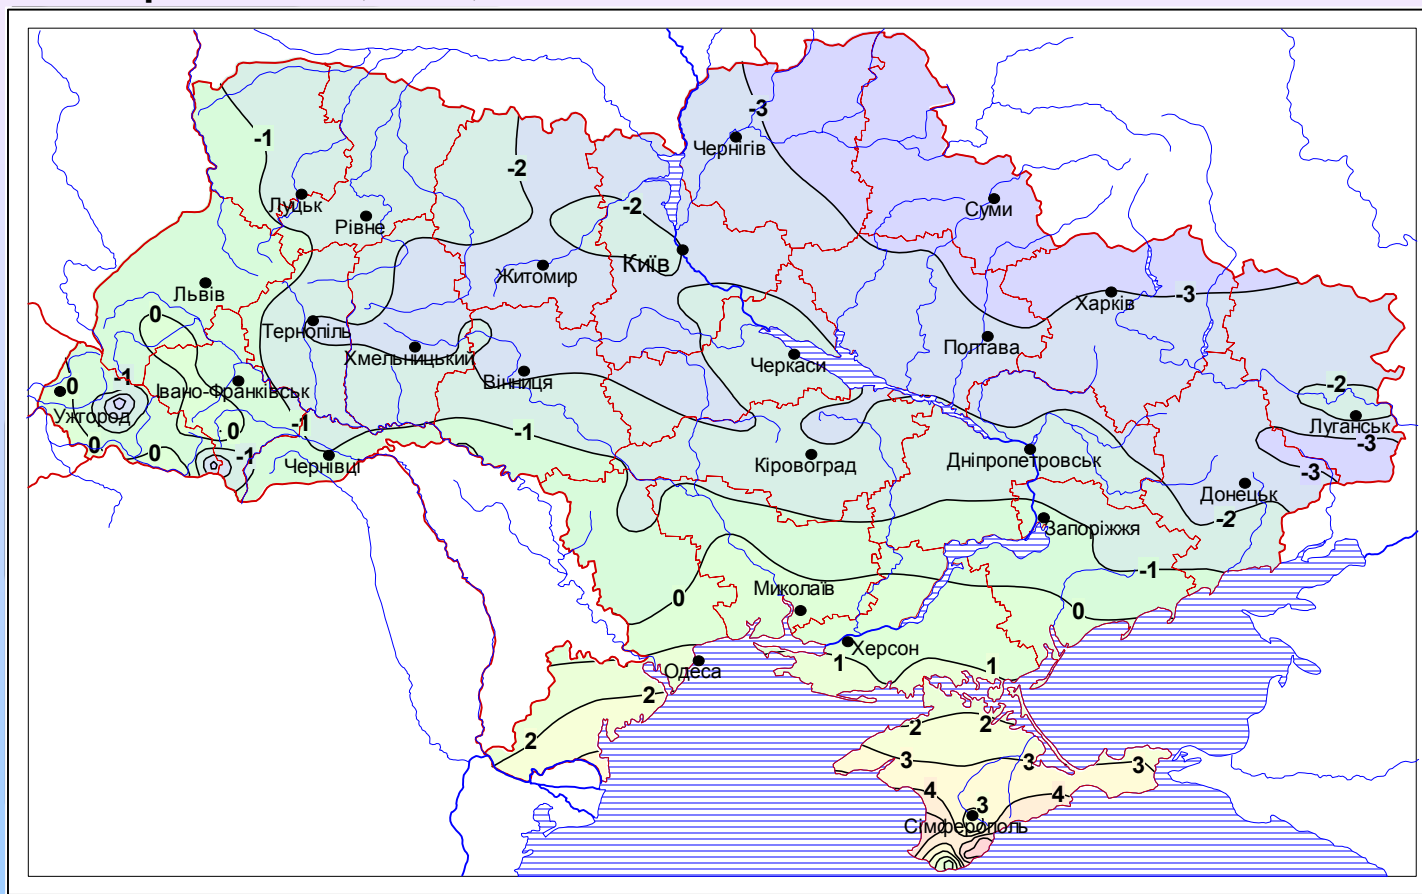 -3
Чернігів
-1
-2
Луцьк
-2
Суми
Рівне
Київ
Житомир
Львів
-3
Харків
0
Тернопіль
Хмельницький
Полтава
Черкаси
0
-1
Івано-Франківськ
Вінниця
-2
Ужгород
Луганськ
-1
0
-1
-3
0
0
-1
Чернівці
Кіровоград
Дніпропетровськ
-3
Донецьк
-2
Запоріжжя
-1
Миколаїв
0
0
Херсон
1
1
Одеса
2
2
2
2
3
3
3
4
3
4
Сімферополь